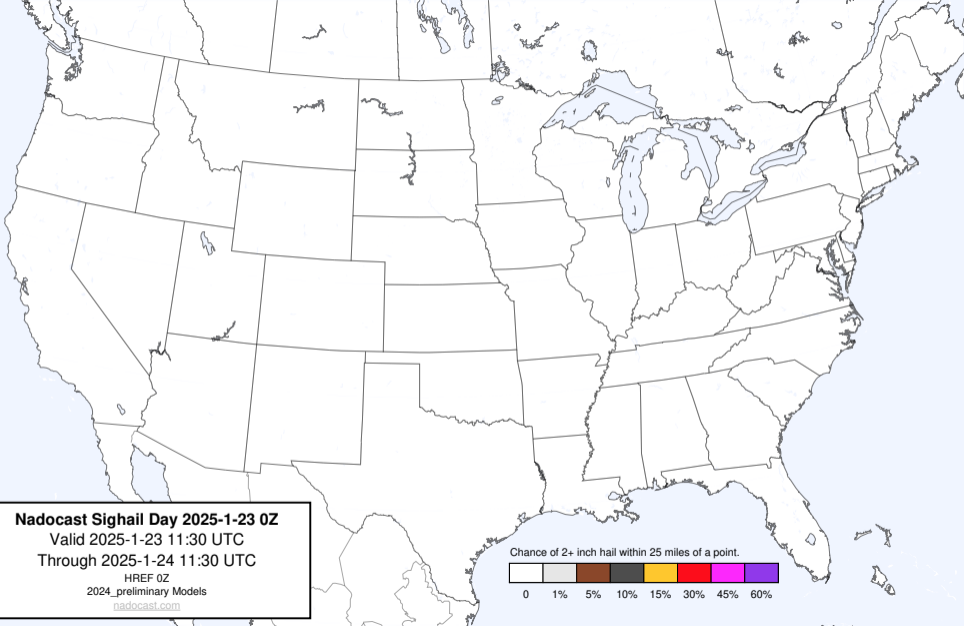 Nadocast Sighail Day 2025-1-23 0Z
Valid 2025-1-23 11:30 UTC
Through 2025-1-24 11:30 UTC
HREF 0Z
2024_preliminary Models
nadocast.com
Chance of 2+ inch hail within 25 miles of a point.
0 1% 5% 10% 15% 30% 45% 60%